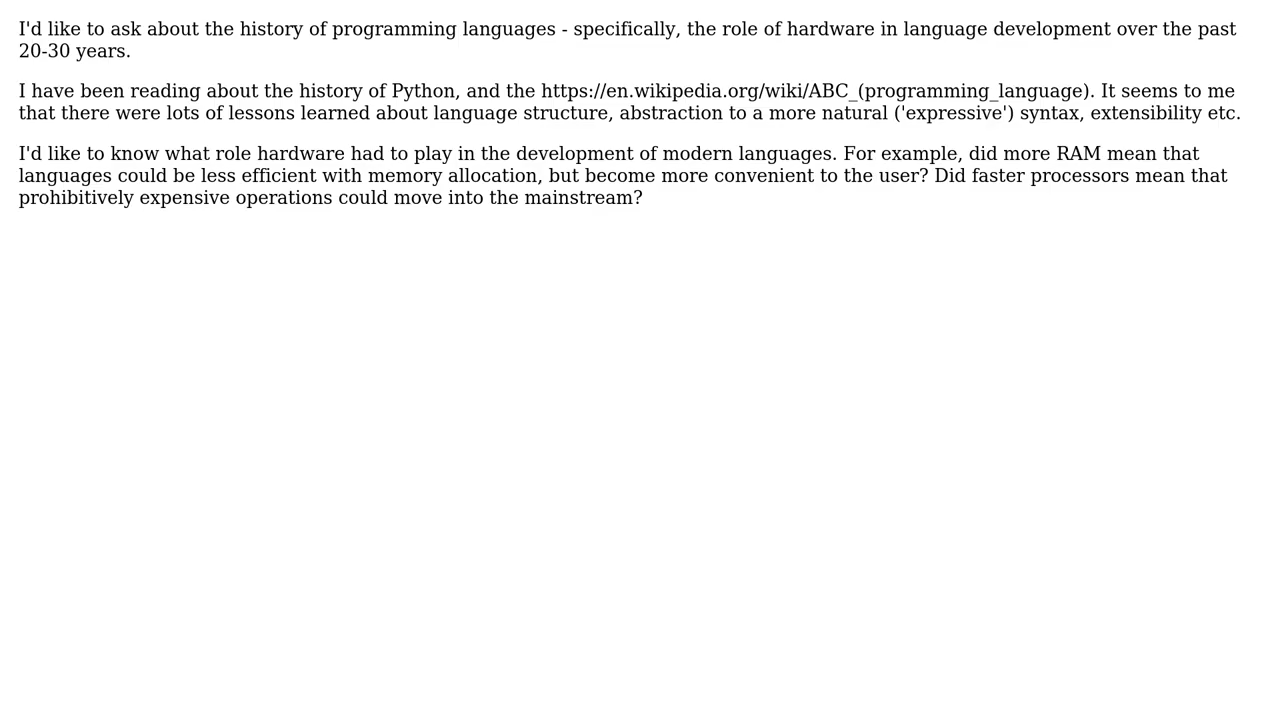 I'd like to ask about the history of programming languages - specifically, the role of hardware in language development over the past
20-30 years.
I have been reading about the history of Python, and the https://en.wikipedia.org/wiki/ABC_(programming_language). It seems to me
that there were lots of lessons learned about language structure, abstraction to a more natural ('expressive') syntax, extensibility etc.
I'd like to know what role hardware had to play in the development of modern languages. For example, did more RAM mean that
languages could be less efficient with memory allocation, but become more convenient to the user? Did faster processors mean that
prohibitively expensive operations could move into the mainstream?